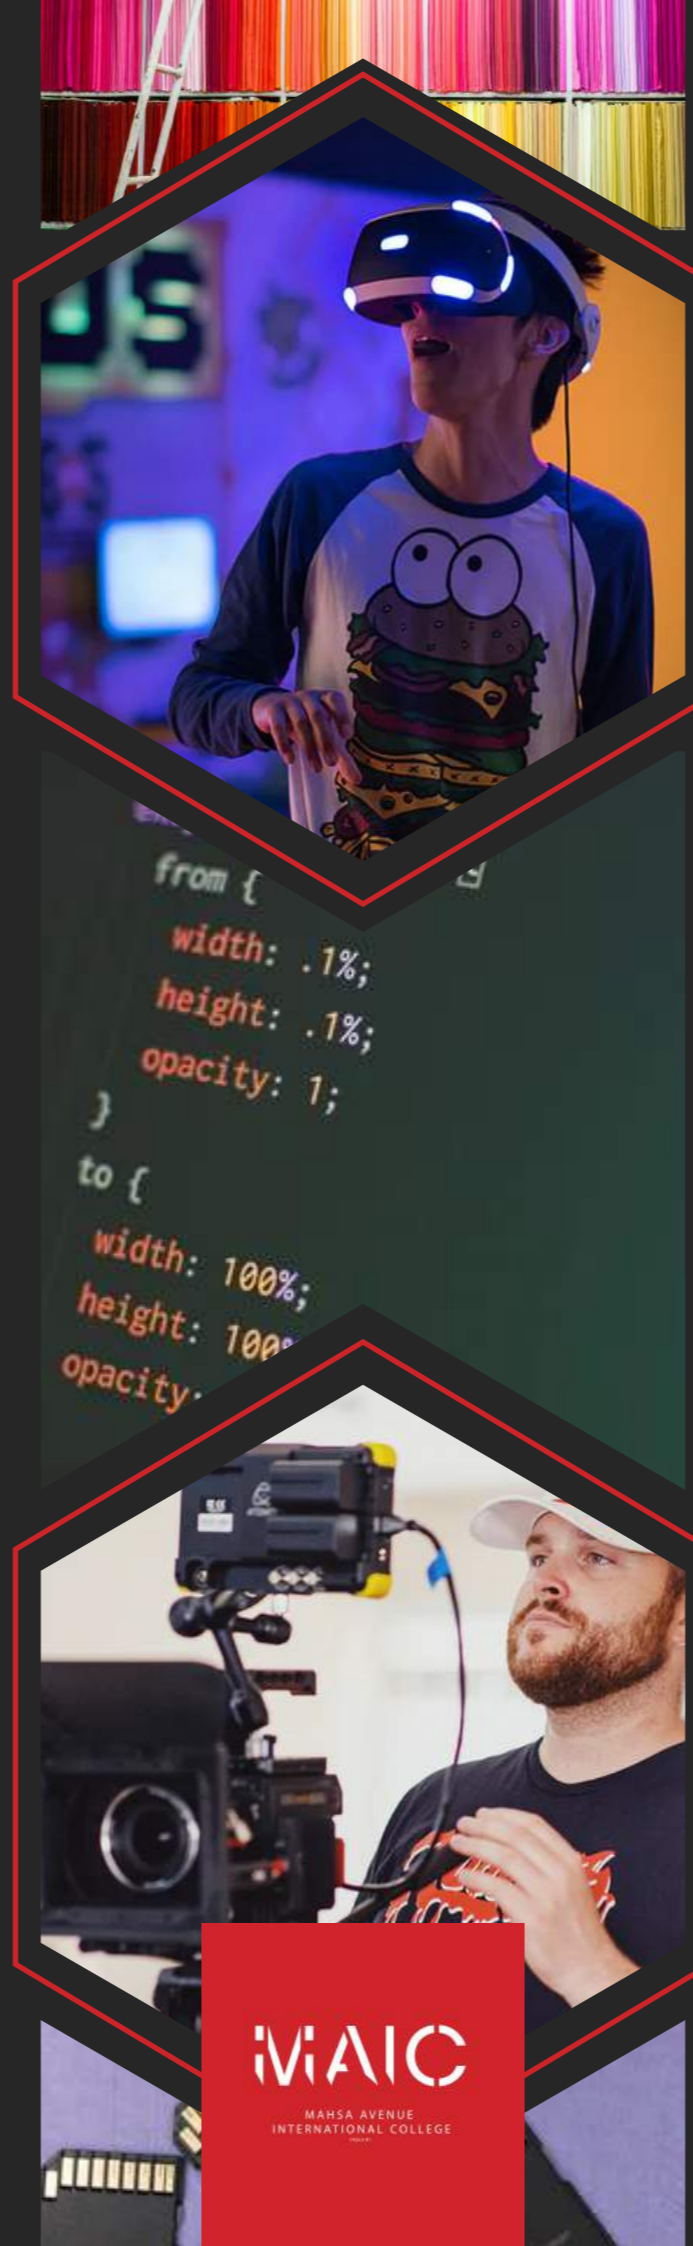 from {
width: .1%;
height: .1%;
opacity: 1;
}
to {
width: 100%;
height: 100%
opacity:
MAIC
MAHSA AVENUE
INTERNATIONAL COLLEGE